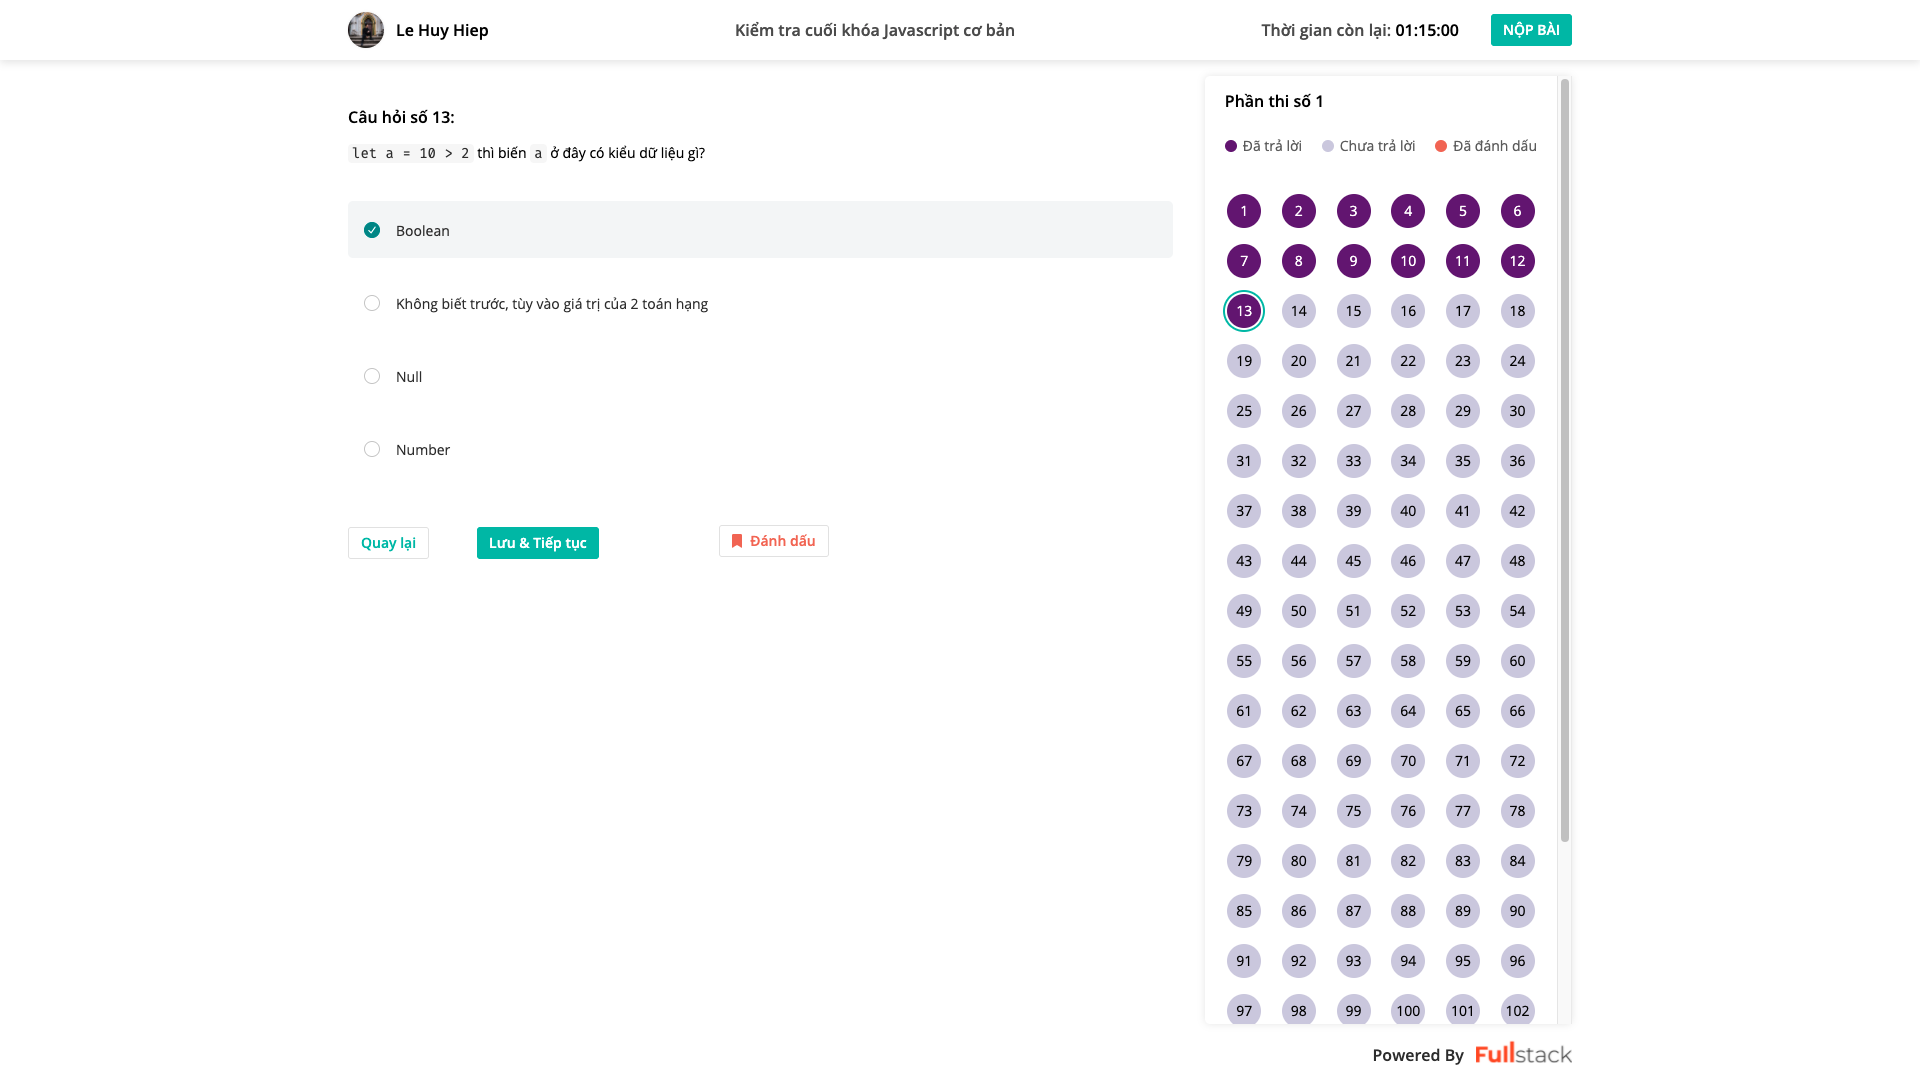 Le Huy Hiep
Kiểm tra cuối khóa Javascript cơ bản
Thời gian còn lại: 01:15:00
NỘP BÀI
Câu hỏi số 13:
let a = 10 > 2 thì biến a ở đây có kiểu dữ liệu gì?
Boolean
Không biết trước, tùy vào giá trị của 2 toán hạng
Null
Number
Quay lại
Lưu & Tiếp tục
Đánh dấu
Phần thi số 1
Đã trả lời Chưa trả lời Đã đánh dấu
1 2 3 4 5 6
7 8 9 10 11 12
13 14 15 16 17 18
19 20 21 22 23 24
25 26 27 28 29 30
31 32 33 34 35 36
37 38 39 40 41 42
43 44 45 46 47 48
49 50 51 52 53 54
55 56 57 58 59 60
61 62 63 64 65 66
67 68 69 70 71 72
73 74 75 76 77 78
79 80 81 82 83 84
85 86 87 88 89 90
91 92 93 94 95 96
97 98 99 100 101 102
Powered By Fullstack